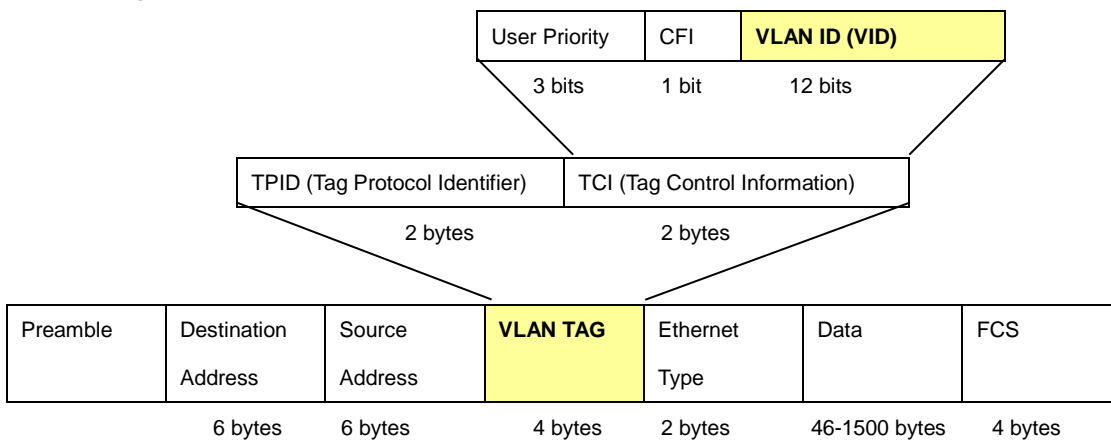 User Priority CFI VLAN ID (VID)
3 bits 1 bit 12 bits
TPID (Tag Protocol Identifier) TCI (Tag Control Information)
2 bytes 2 bytes
Preamble Destination Address Source Address VLAN TAG Ethernet Type Data FCS
6 bytes 6 bytes 4 bytes 2 bytes 46-1500 bytes 4 bytes